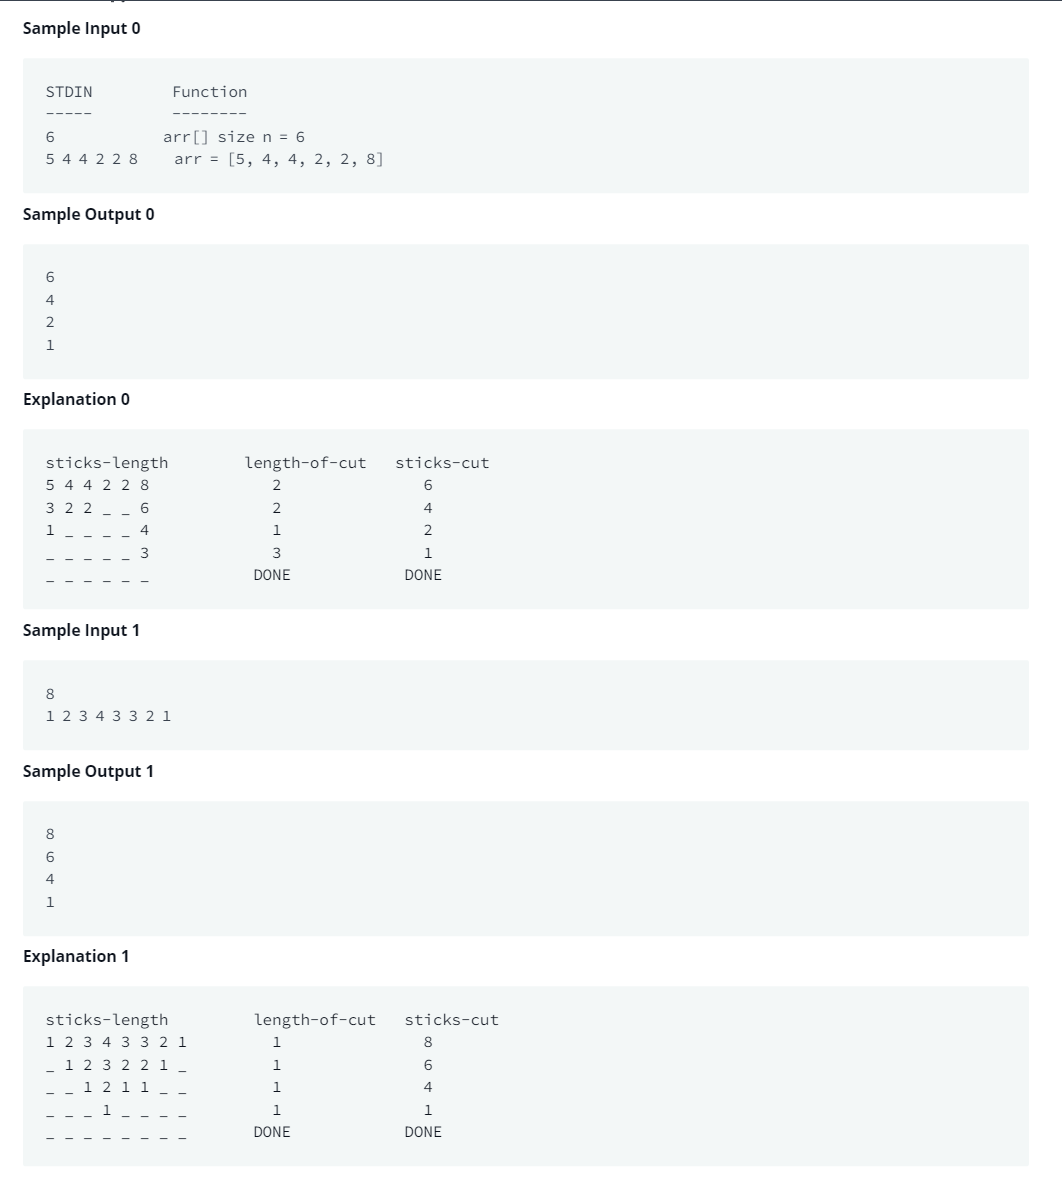 Sample Input 0
STDIN Function
----- --------
6 arr[] size n = 6
5 4 4 2 2 8 arr = [5, 4, 4, 2, 2, 8]
Sample Output 0
6
4
2
1
Explanation 0
sticks-length length-of-cut sticks-cut
5 4 4 2 2 8 2 6
3 2 2 _ _ 6 2 4
1 _ _ _ _ 4 1 2
_ _ _ _ _ 3 3 1
_ _ _ _ _ _ DONE DONE
Sample Input 1
8
1 2 3 4 3 3 2 1
Sample Output 1
8
6
4
1
Explanation 1
sticks-length length-of-cut sticks-cut
1 2 3 4 3 3 2 1 1 8
_ 1 2 3 2 2 1 _ 1 6
_ _ 1 2 1 1 _ _ 1 4
_ _ _ 1 _ _ _ _ 1 1
_ _ _ _ _ _ _ _ DONE DONE